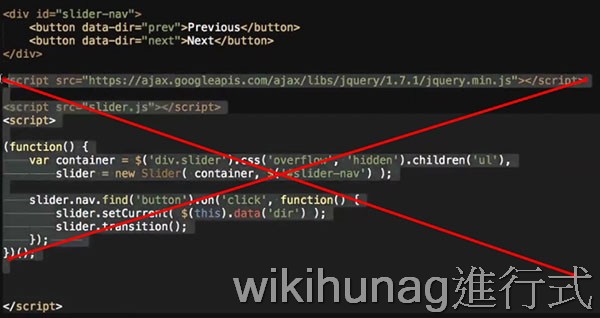 <div id="slider-nav">
<button data-dir="prev">Previous</button>
<button data-dir="next">Next</button>
</div>
<script src="https://ajax.googleapis.com/ajax/libs/jquery/1.7.1/jquery.min.js"></script>
<script src="slider.js"></script>
<script>
(function() {
var container = $('div.slider').css('overflow', 'hidden').children('ul'),
slider = new Slider( container, $('#slider-nav') );
slider.nav.find('button').on('click', function() {
slider.setCurrent( $(this).data('dir') );
slider.transition();
});
})();
</script>
wikihunag進行式